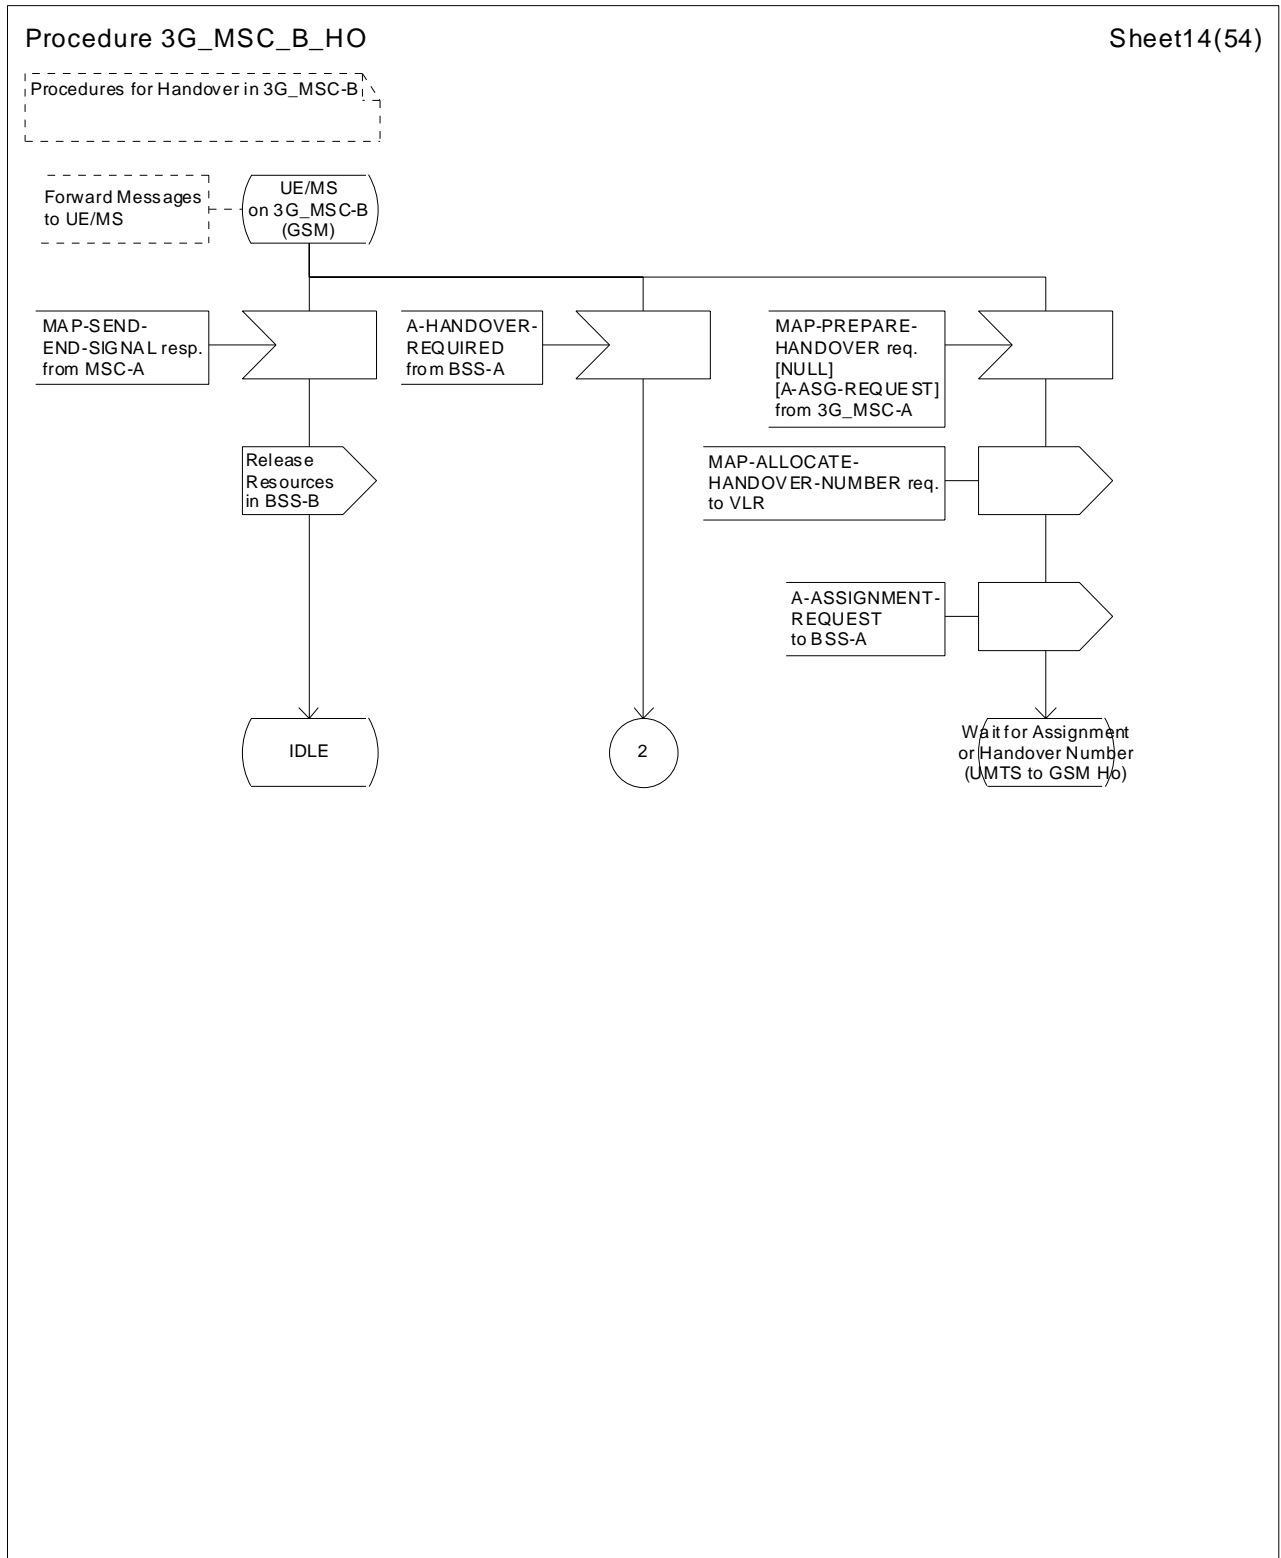 Procedure 3G_MSC_B_HO
Sheet14(54)
Procedures for Handover in 3G_MSC-B
Forward Messages
to UE/MS
UE/MS
on 3G_MSC-B
(GSM)
MAP-SEND-
END-SIGNAL resp.
from MSC-A
A-HANDOVER-
REQUIRED
from BSS-A
MAP-PREPARE-
HANDOVER req.
[NULL]
[A-ASG-REQUEST]
from 3G_MSC-A
Release
Resources
in BSS-B
MAP-ALLOCATE-
HANDOVER-NUMBER req.
to VLR
A-ASSIGNMENT-
REQUEST
to BSS-A
IDLE
2
Wait for Assignment
or Handover Number
(UMTS to GSM Ho)